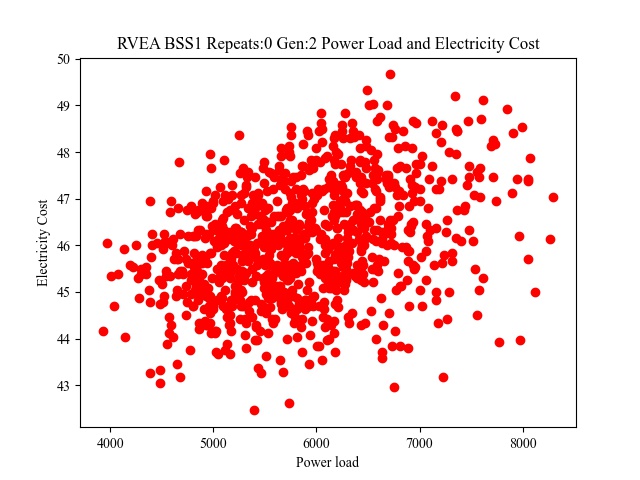 RVEA BSS1 Repeats:0 Gen:2 Power Load and Electricity Cost
50
49
48
47
46
45
44
43
Electricity Cost
4000 5000 6000 7000 8000
Power load